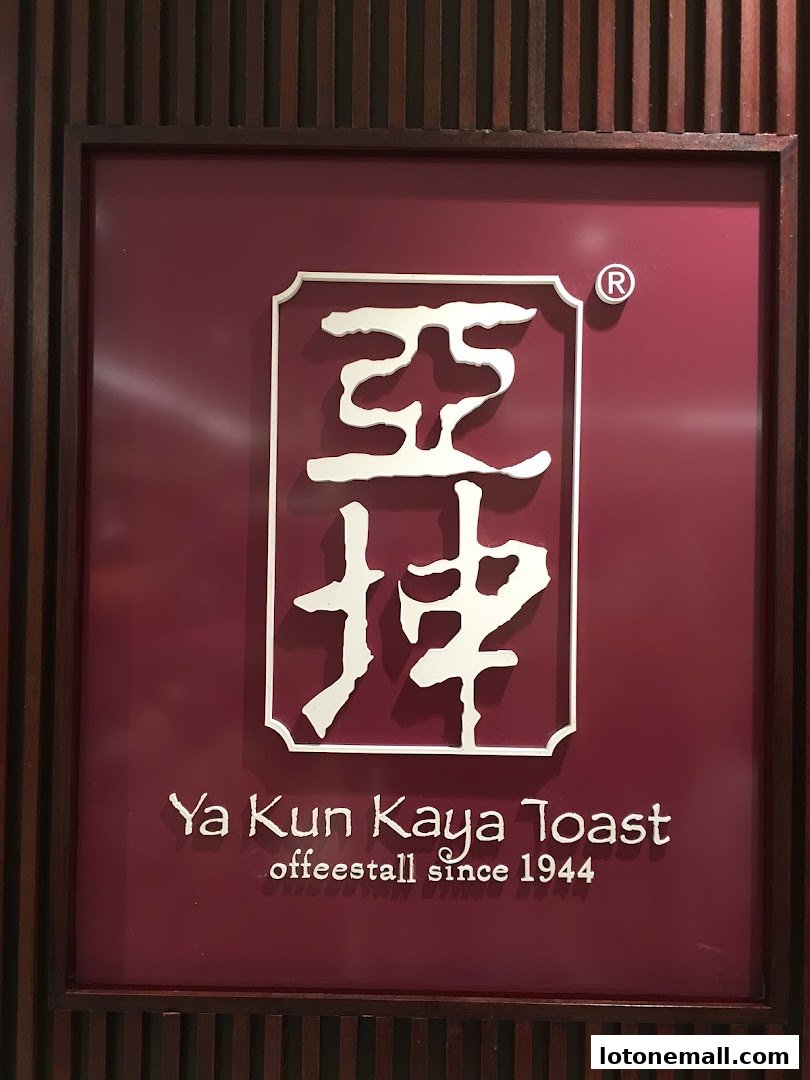 ®
亞
坤
Ya Kun Kaya Toast
offeestall since 1944
lotonemall.com